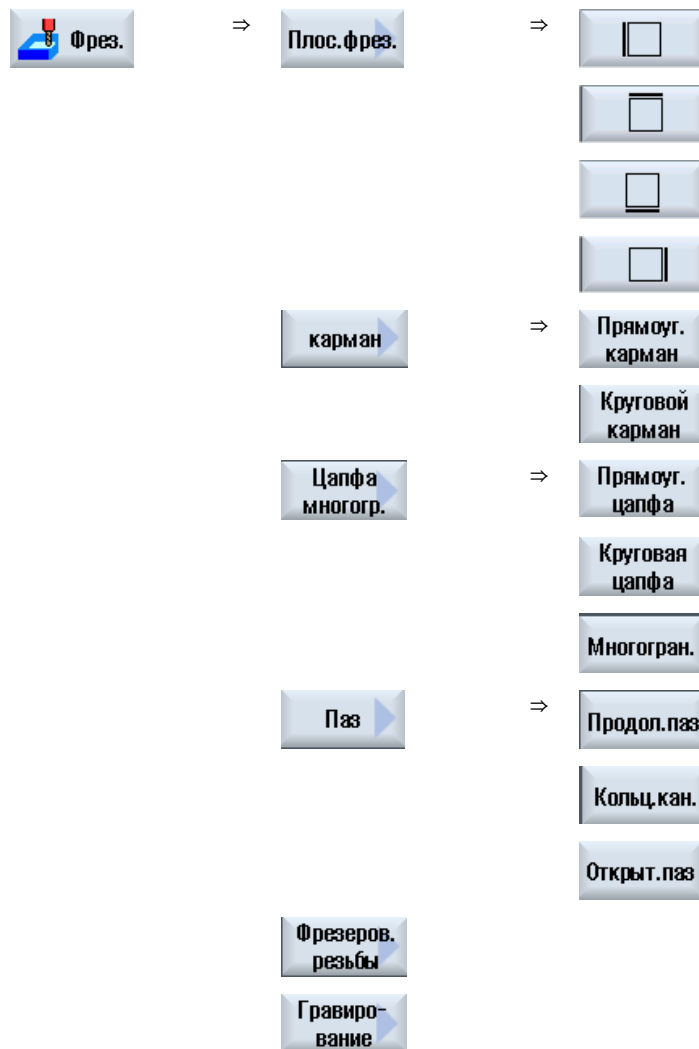 Фрез. ⇒ Плос.фрез. ⇒
карман ⇒ Прямоуг.
карман
Круговой
карман
Цапфа
многогр. ⇒ Прямоуг.
цапфа
Круговая
цапфа
Многогран.
Паз ⇒ Продол.паз
Кольц.кан.
Открыт.паз
Фрезеров.
резьбы
Гравиро-
вание